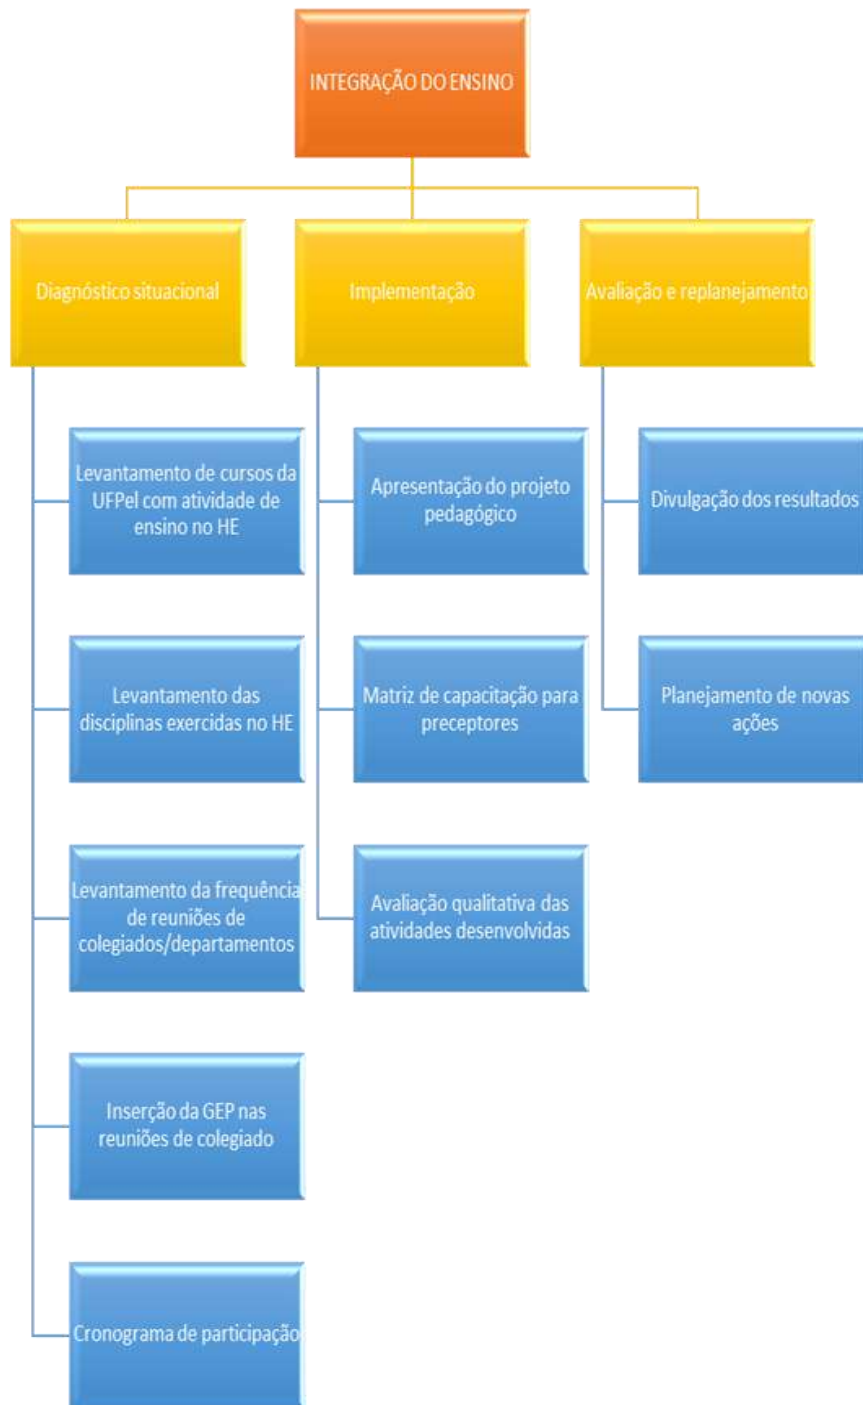 INTEGRAÇÃO DO ENSINO
Diagnóstico situacional
Implementação
Avaliação e replanejamento
Levantamento de cursos da
UFPel com atividade de
ensino no HE
Apresentação do projeto
pedagógico
Divulgação dos resultados
Levantamento das
disciplinas exercidas no HE
Matriz de capacitação para
preceptores
Planejamento de novas
ações
Levantamento da frequência
de reuniões de
colegiados/departamentos
Avaliação qualitativa das
atividades desenvolvidas
Inserção da GEP nas
reuniões de colegiado
Cronograma de participação